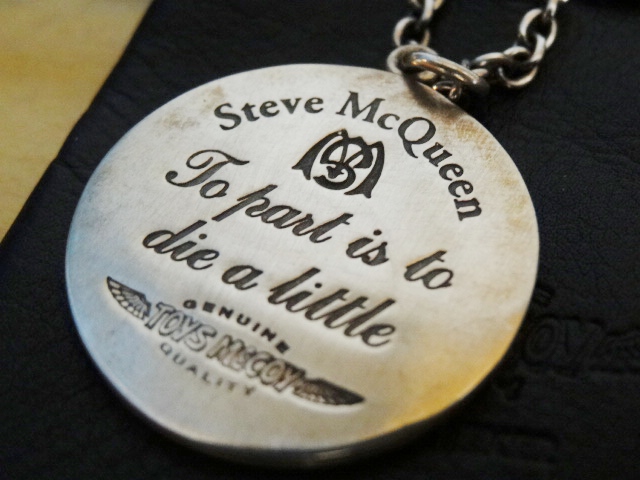 Steve McQueen
To part is to
die a little
GENUINE
TOYS McCOY
QUALITY